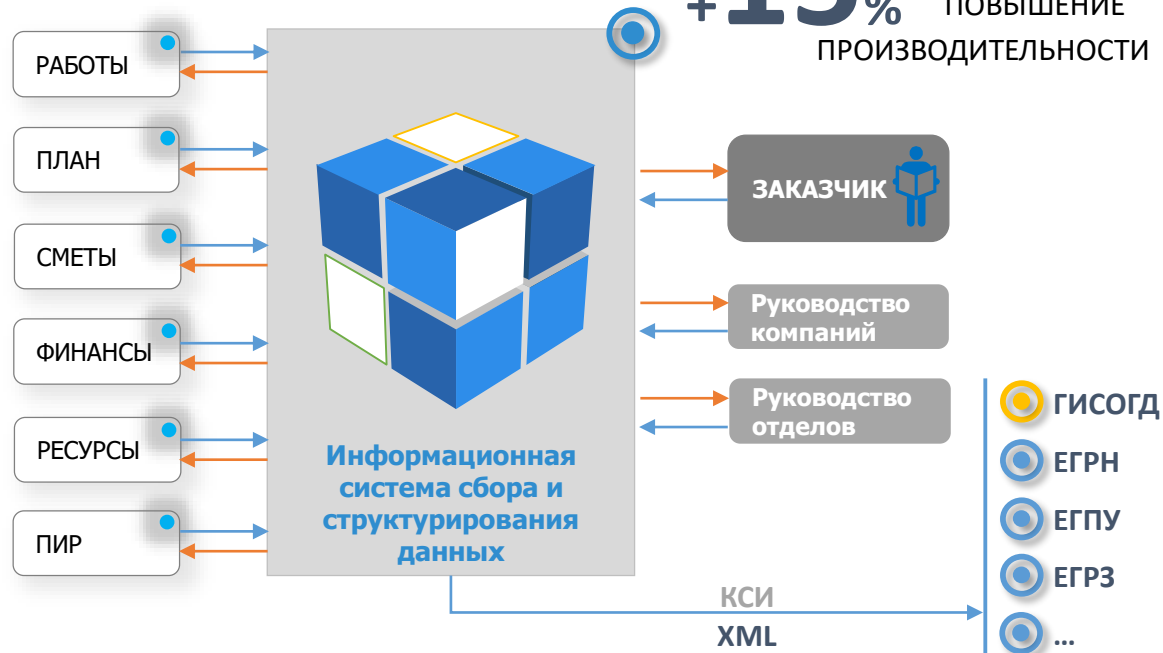 +15% ПОВЫШЕНИЕ
ПРОИЗВОДИТЕЛЬНОСТИ
РАБОТЫ
ПЛАН
СМЕТЫ
ФИНАНСЫ
РЕСУРСЫ
ПИР
Информационная
система сбора и
структурирования
данных
ЗАКАЗЧИК
Руководство
компаний
Руководство
отделов
КСИ
XML
ГИСОГД
ЕГРН
ЕГПУ
ЕГРЗ
...